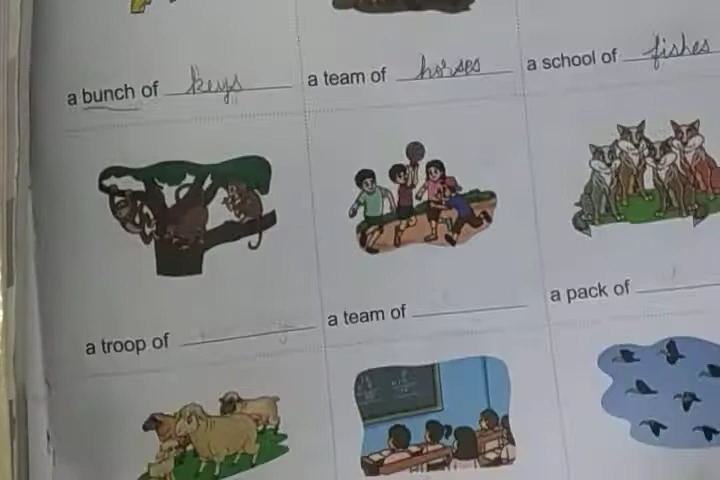 a bunch of keys
a team of horses
a school of fishes
a troop of
a team of
a pack of